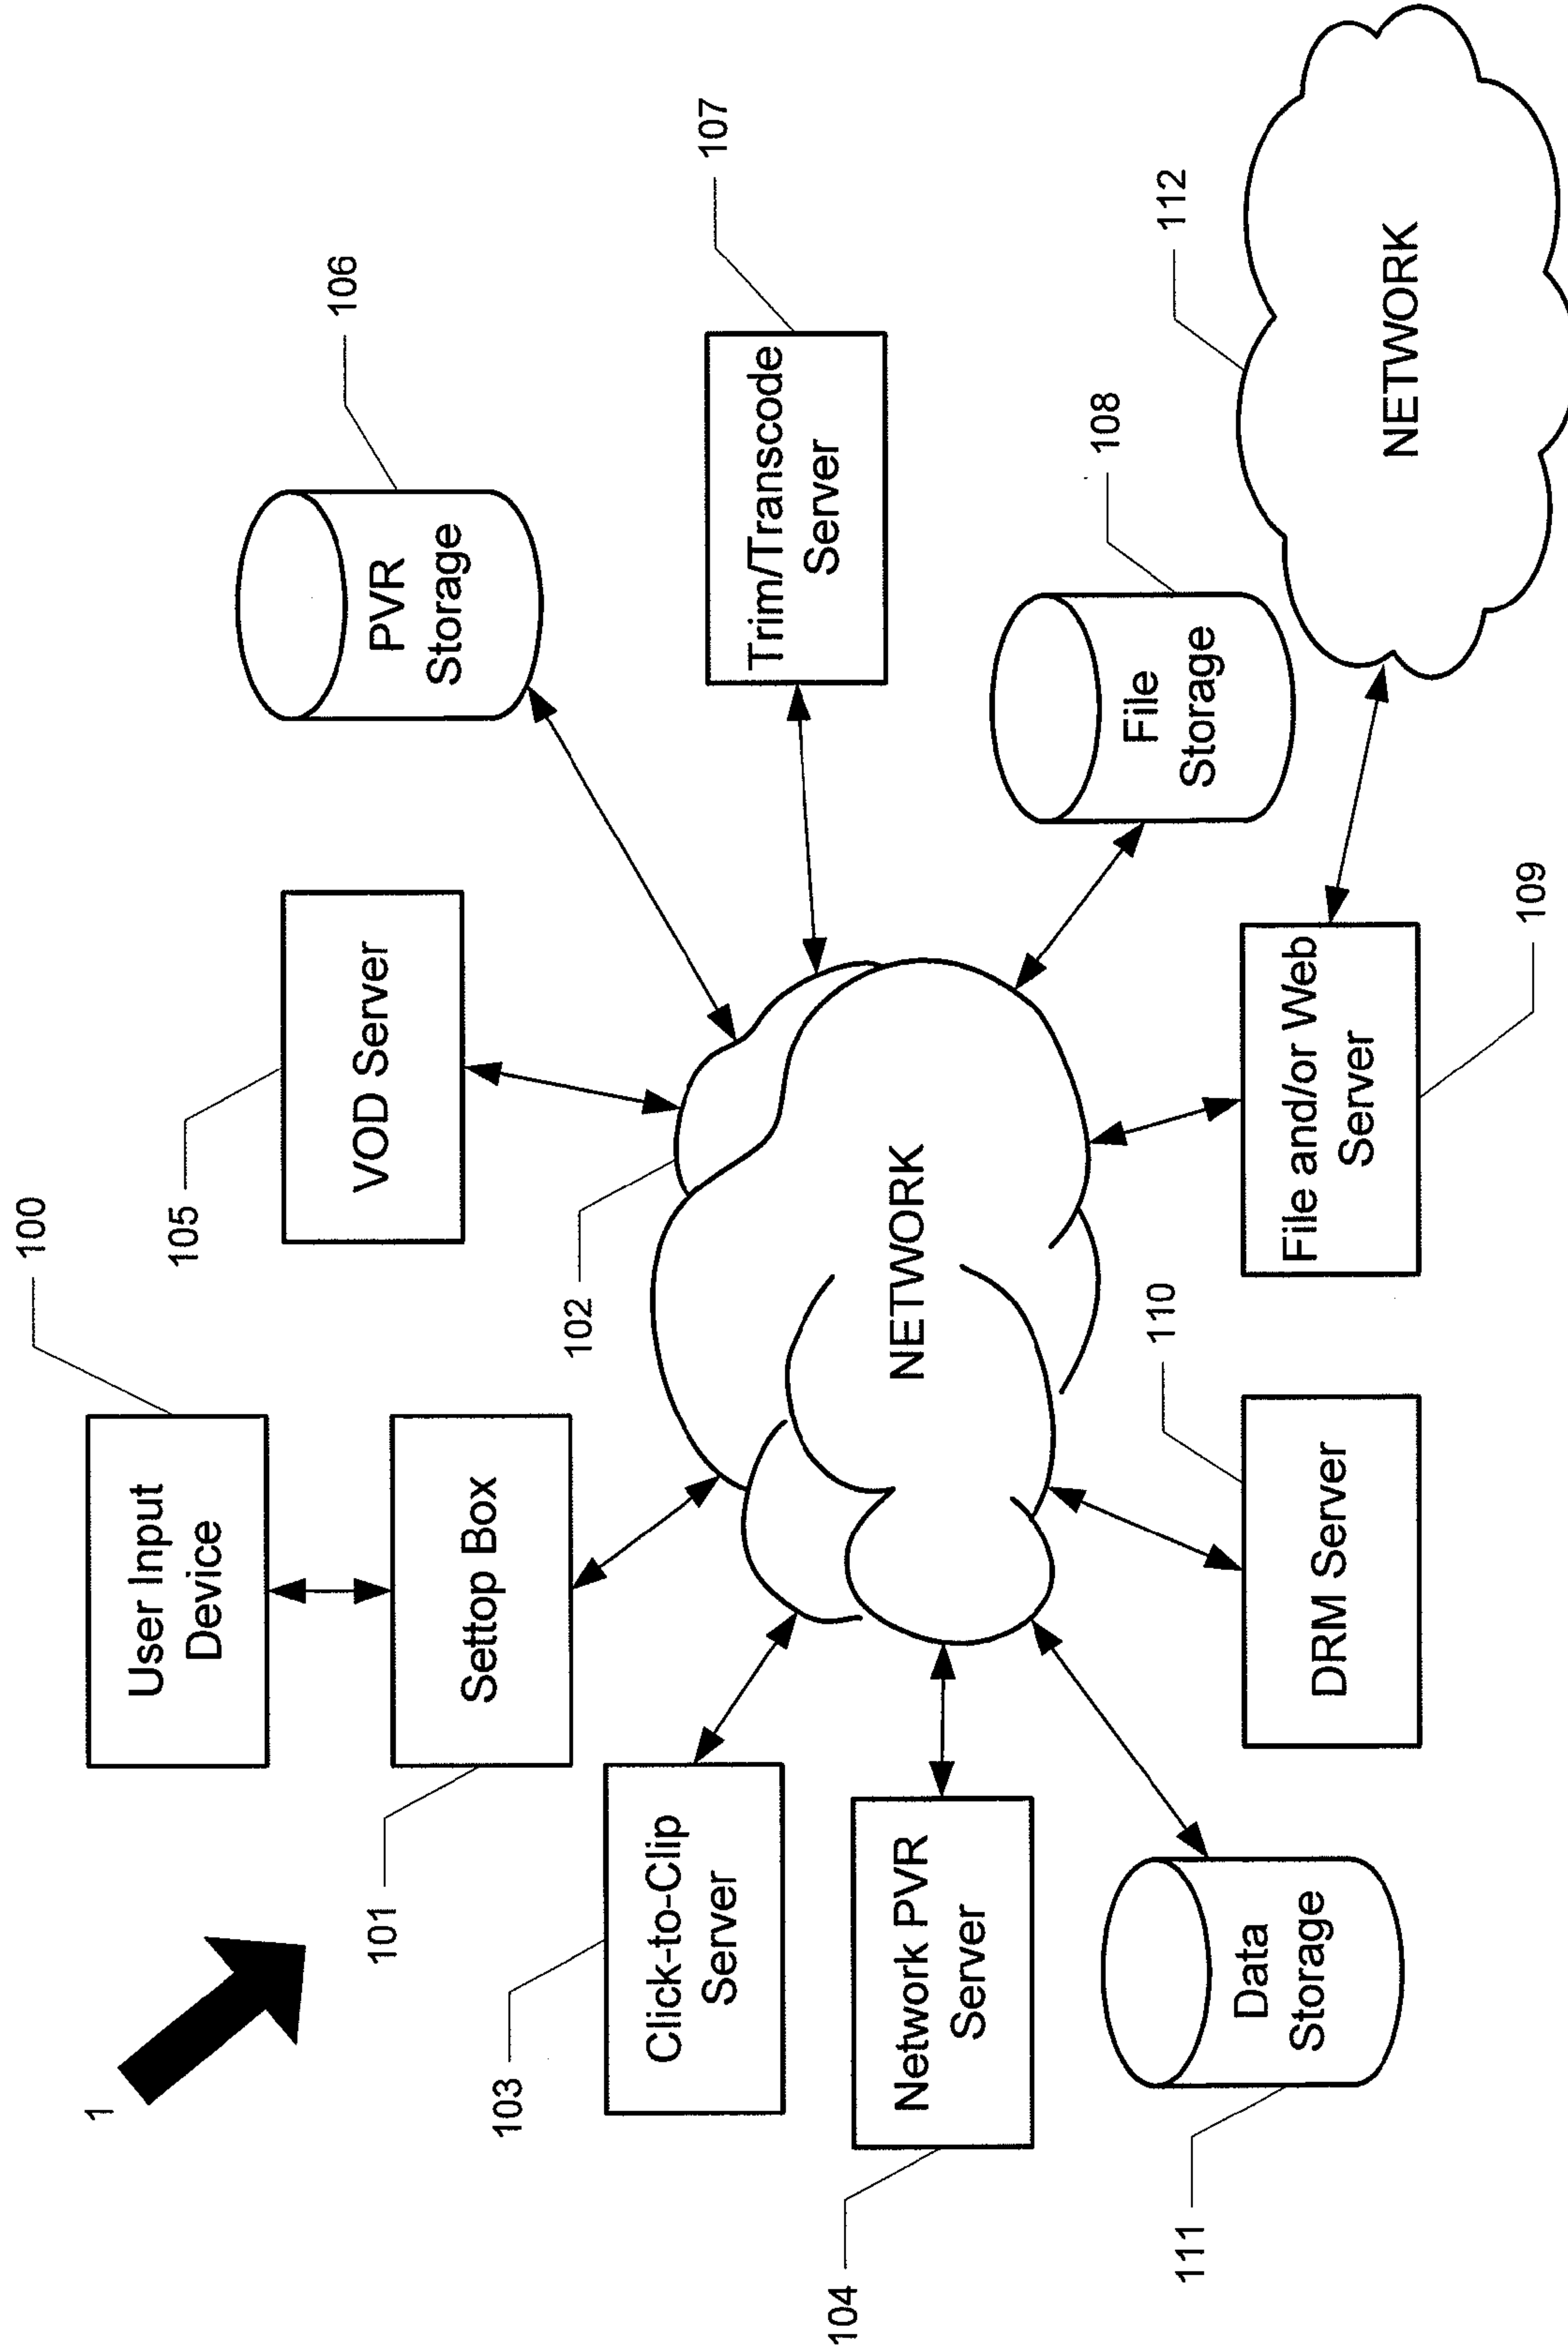 1
100
User Input
Device
101
Settop Box
105
VOD Server
106
PVR
Storage
103
Click-to-Clip
Server
102
NETWORK
107
Trim/Transcode
Server
104
Network PVR
Server
108
File
Storage
111
Data
Storage
110
DRM Server
109
File and/or Web
Server
112
NETWORK